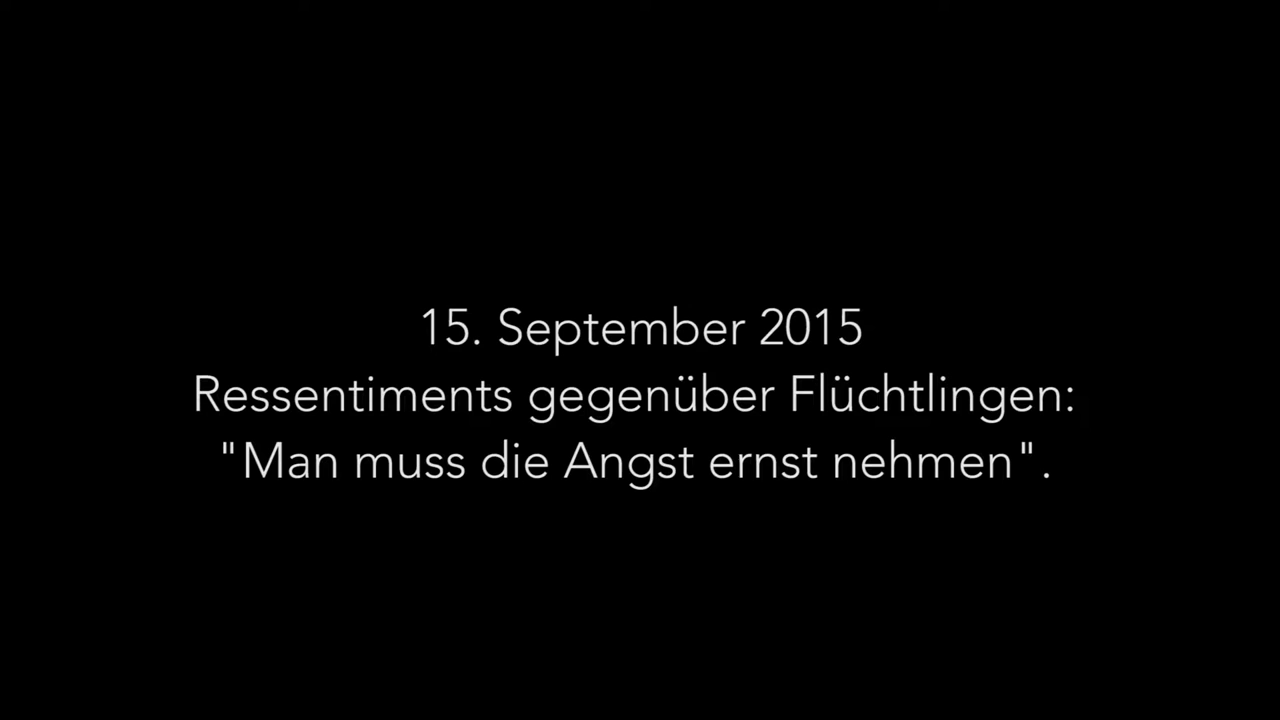 15. September 2015
Ressentiments gegenüber Flüchtlingen:
"Man muss die Angst ernst nehmen".